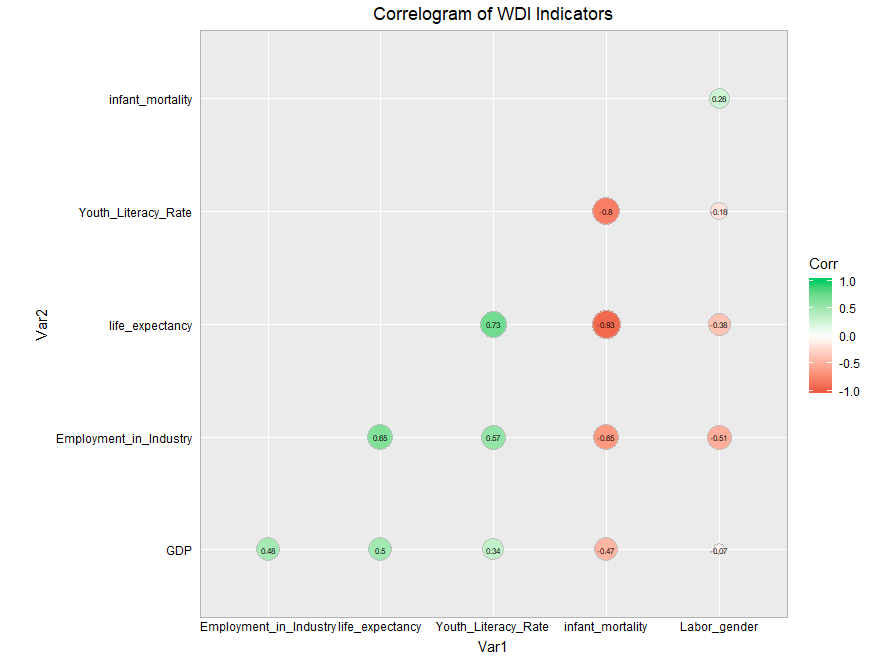 Correlogram of WDI Indicators
infant_mortality
0.28
Youth_Literacy_Rate
-0.8
-0.18
life_expectancy
0.73
-0.93
-0.38
Employment_in_Industry
0.65
0.57
-0.65
-0.51
GDP
0.48
0.5
0.34
-0.47
-0.07
Employment_in_Industry
life_expectancy
Youth_Literacy_Rate
infant_mortality
Labor_gender
Var1
Var2
Corr
1.0
0.5
0.0
-0.5
-1.0